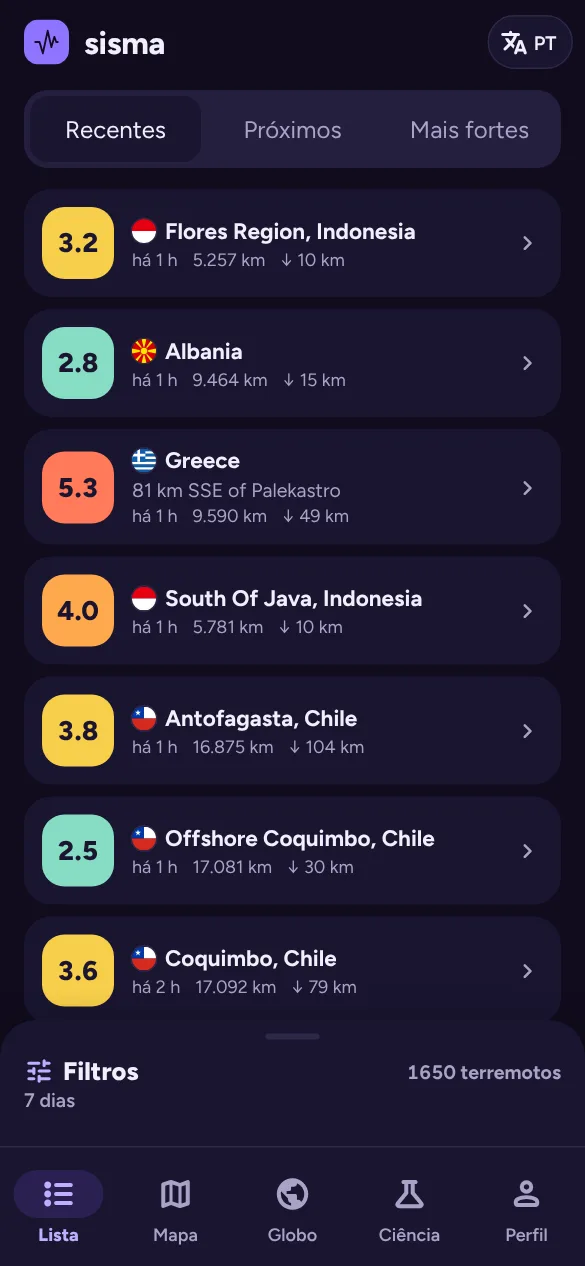 sisma
PT
Recentes
Próximos
Mais fortes
3.2
Flores Region, Indonesia
há 1 h 5.257 km ↓ 10 km
2.8
Albania
há 1 h 9.464 km ↓ 15 km
5.3
Greece
81 km SSE of Palekastro
há 1 h 9.590 km ↓ 49 km
4.0
South Of Java, Indonesia
há 1 h 5.781 km ↓ 10 km
3.8
Antofagasta, Chile
há 1 h 16.875 km ↓ 104 km
2.5
Offshore Coquimbo, Chile
há 1 h 17.081 km ↓ 30 km
3.6
Coquimbo, Chile
há 2 h 17.092 km ↓ 79 km
Filtros
1650 terremotos
7 dias
Lista
Mapa
Globo
Ciência
Perfil